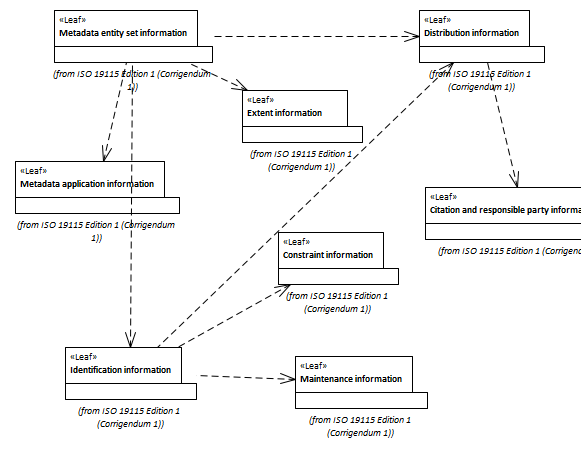 «Leaf»
Metadata entity set information
(from ISO 19115 Edition 1 (Corrigendum
1))
«Leaf»
Distribution information
(from ISO 19115 Edition 1
(Corrigendum 1))
«Leaf»
Extent information
(from ISO 19115 Edition 1
(Corrigendum 1))
«Leaf»
Metadata application information
(from ISO 19115 Edition 1 (Corrigendum
1))
«Leaf»
Citation and responsible party informa
(from ISO 19115 Edition 1 (Corrigend
«Leaf»
Constraint information
(from ISO 19115 Edition 1
(Corrigendum 1))
«Leaf»
Identification information
(from ISO 19115 Edition 1
(Corrigendum 1))
«Leaf»
Maintenance information
(from ISO 19115 Edition 1
(Corrigendum 1))